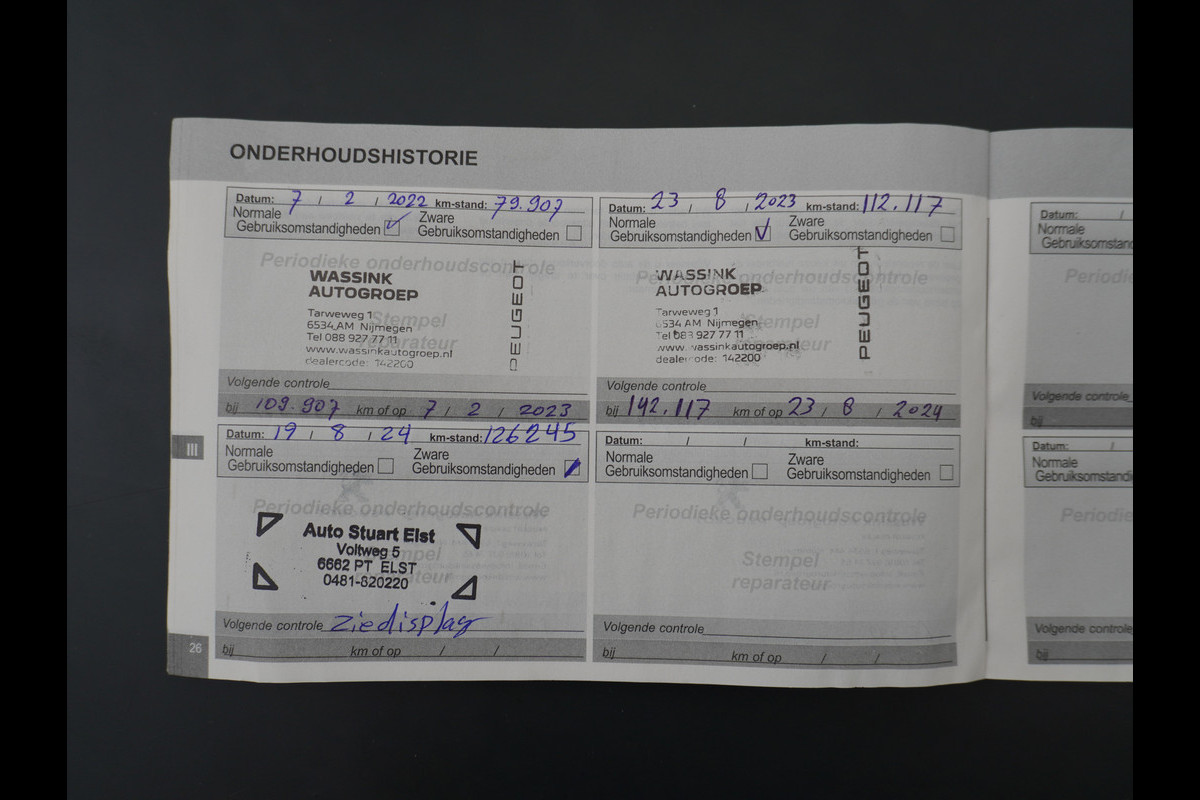 ONDERHOUDSHISTORIE
Datum: 7 / 2 / 2022 km-stand: 79.907
Normale
Gebruiksomstandigheden
Zware
Gebruiksomstandigheden
Periodieke onderhoudscontrole
WASSINK
AUTOGROEP
PEUGEOT
Tarweweg 1
6534 AM Nijmegen
Tel 088 927 77 11
www.wassinkautogroep.nl
dealercode: 142200
Stempel
reparateur
Volgende controle
bij 109.907 km of op 7 / 2 / 2023
Datum: 23 / 8 / 2023 km-stand: 112.117
Normale
Gebruiksomstandigheden
Zware
Gebruiksomstandigheden
Periodieke onderhoudscontrole
WASSINK
AUTOGROEP
PEUGEOT
Tarweweg 1
6534 AM Nijmegen
Tel 088 927 77 11
www.wassinkautogroep.nl
dealercode: 142200
Stempel
reparateur
Volgende controle
bij 142.117 km of op 23 / 8 / 2024
III
Datum: 19 / 8 / 24 km-stand: 126245
Normale
Gebruiksomstandigheden
Zware
Gebruiksomstandigheden
Periodieke onderhoudscontrole
Auto Stuart Elst
Voltweg 5
6662 PT ELST
0481-820220
Stempel
reparateur
Volgende controle ziedisplay
bij km of op / /
Datum: / / km-stand:
Normale
Gebruiksomstandigheden
Zware
Gebruiksomstandigheden
Periodieke onderhoudscontrole
Stempel
reparateur
Volgende controle
bij km of op / /
26
Datum: /
Normale
Gebruiksomstand
Periodie
Volgende controle
bij
Datum: /
Normale
Gebruiksomstandi
Periodie
Volgende controle
bij